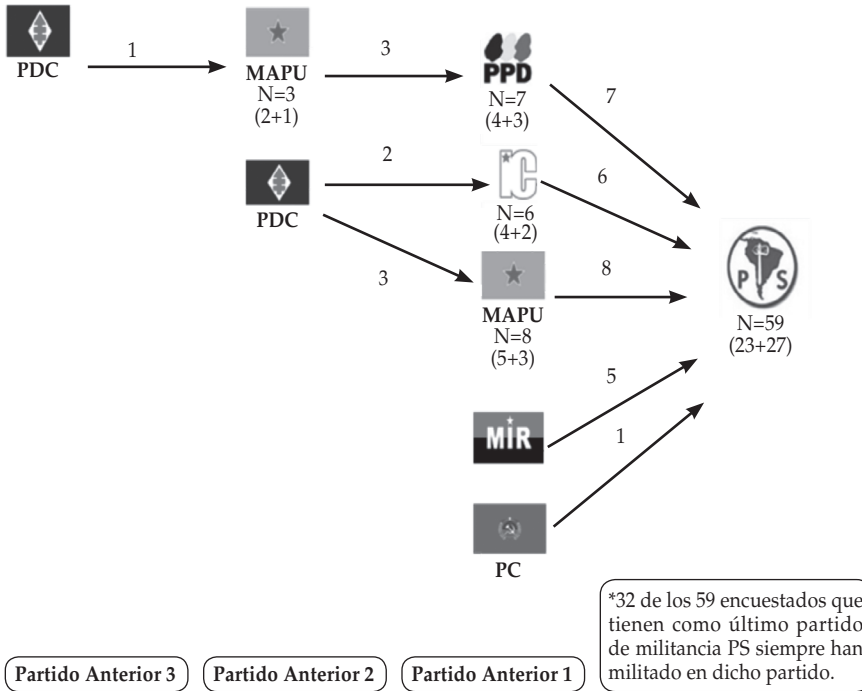 1
3
7
PDC
MAPU
N=3
(2+1)
PPD
N=7
(4+3)
2
6
PDC
iC
N=6
(4+2)
3
8
MAPU
N=8
(5+3)
P S
N=59
(23+27)
5
MIR
1
PC
*32 de los 59 encuestados que
tienen como último partido
de militancia PS siempre han
militado en dicho partido.
Partido Anterior 3
Partido Anterior 2
Partido Anterior 1